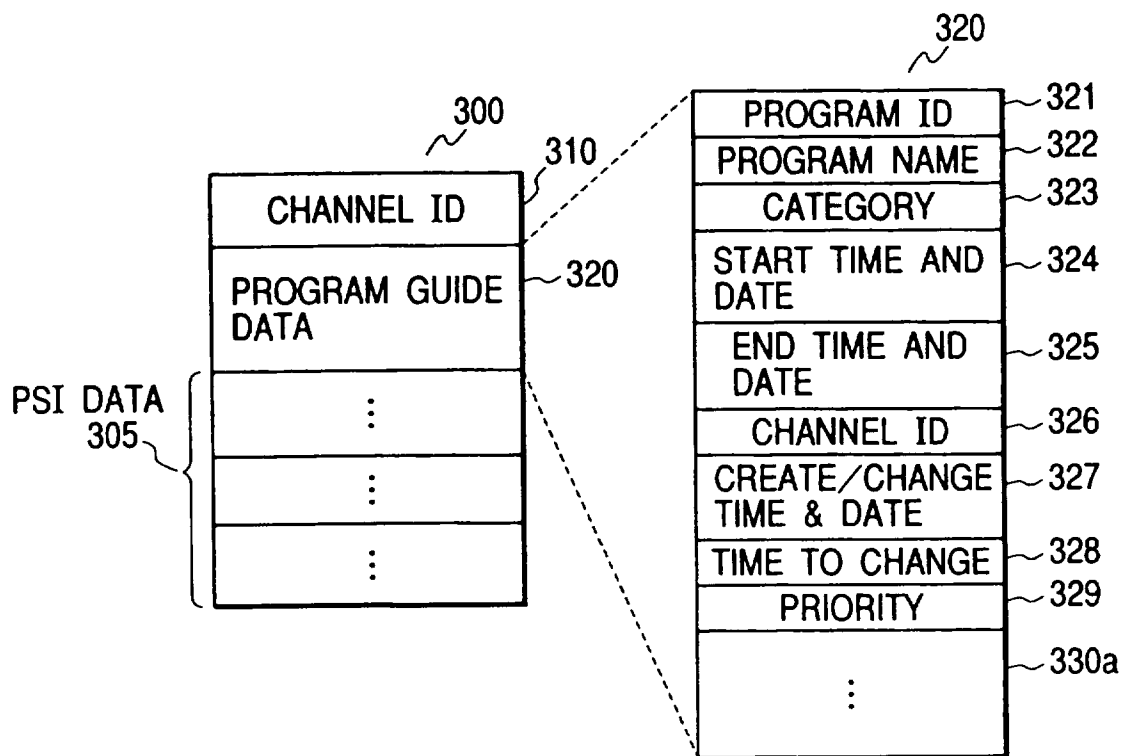 300
310
CHANNEL ID
PROGRAM GUIDE
DATA
320
PSI DATA
305
320
PROGRAM ID
321
PROGRAM NAME
322
CATEGORY
323
START TIME AND
DATE
324
END TIME AND
DATE
325
CHANNEL ID
326
CREATE/CHANGE
TIME & DATE
327
TIME TO CHANGE
328
PRIORITY
329
330a